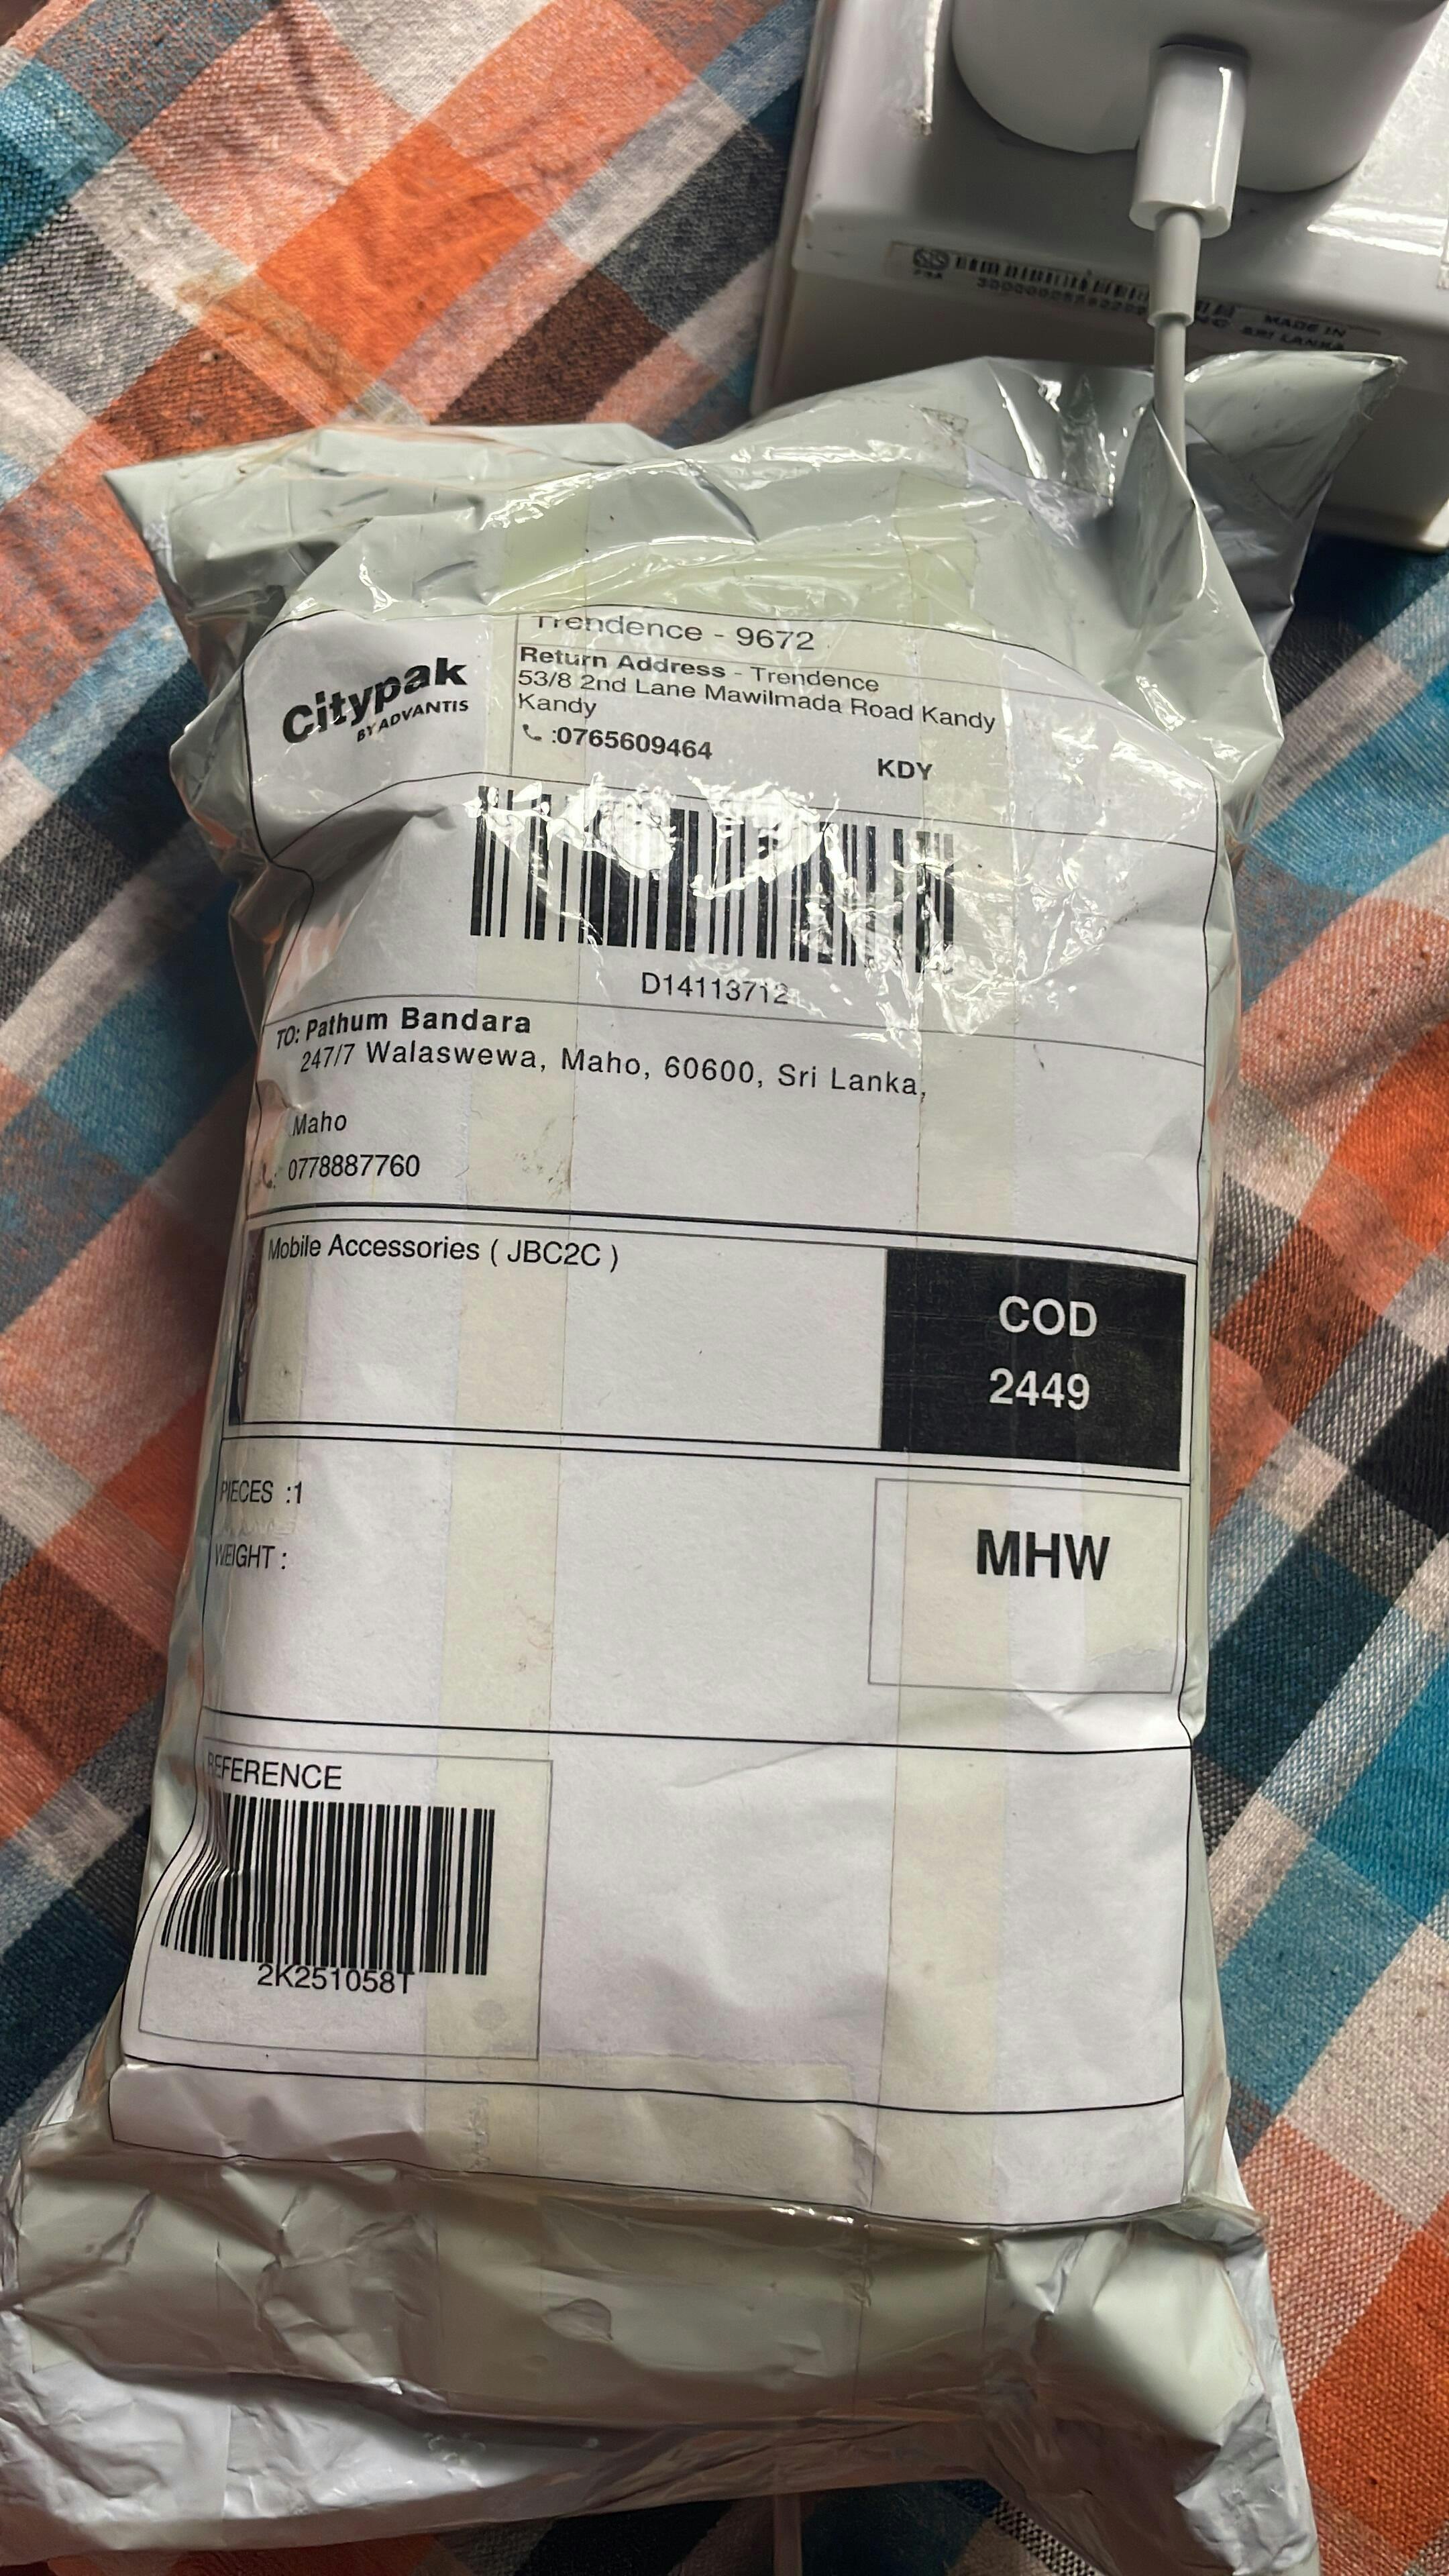 MADE IN
SRI LANKA
Trendence - 9672
Citypak
BY ADVANTIS
Return Address - Trendence
53/8 2nd Lane Mawilmada Road Kandy
Kandy
:0765609464
KDY
D14113712
TO: Pathum Bandara
247/7 Walaswewa, Maho, 60600, Sri Lanka,
Maho
: 0778887760
Mobile Accessories ( JBC2C )
COD
2449
PIECES :1
WEIGHT :
MHW
REFERENCE
2K251058T